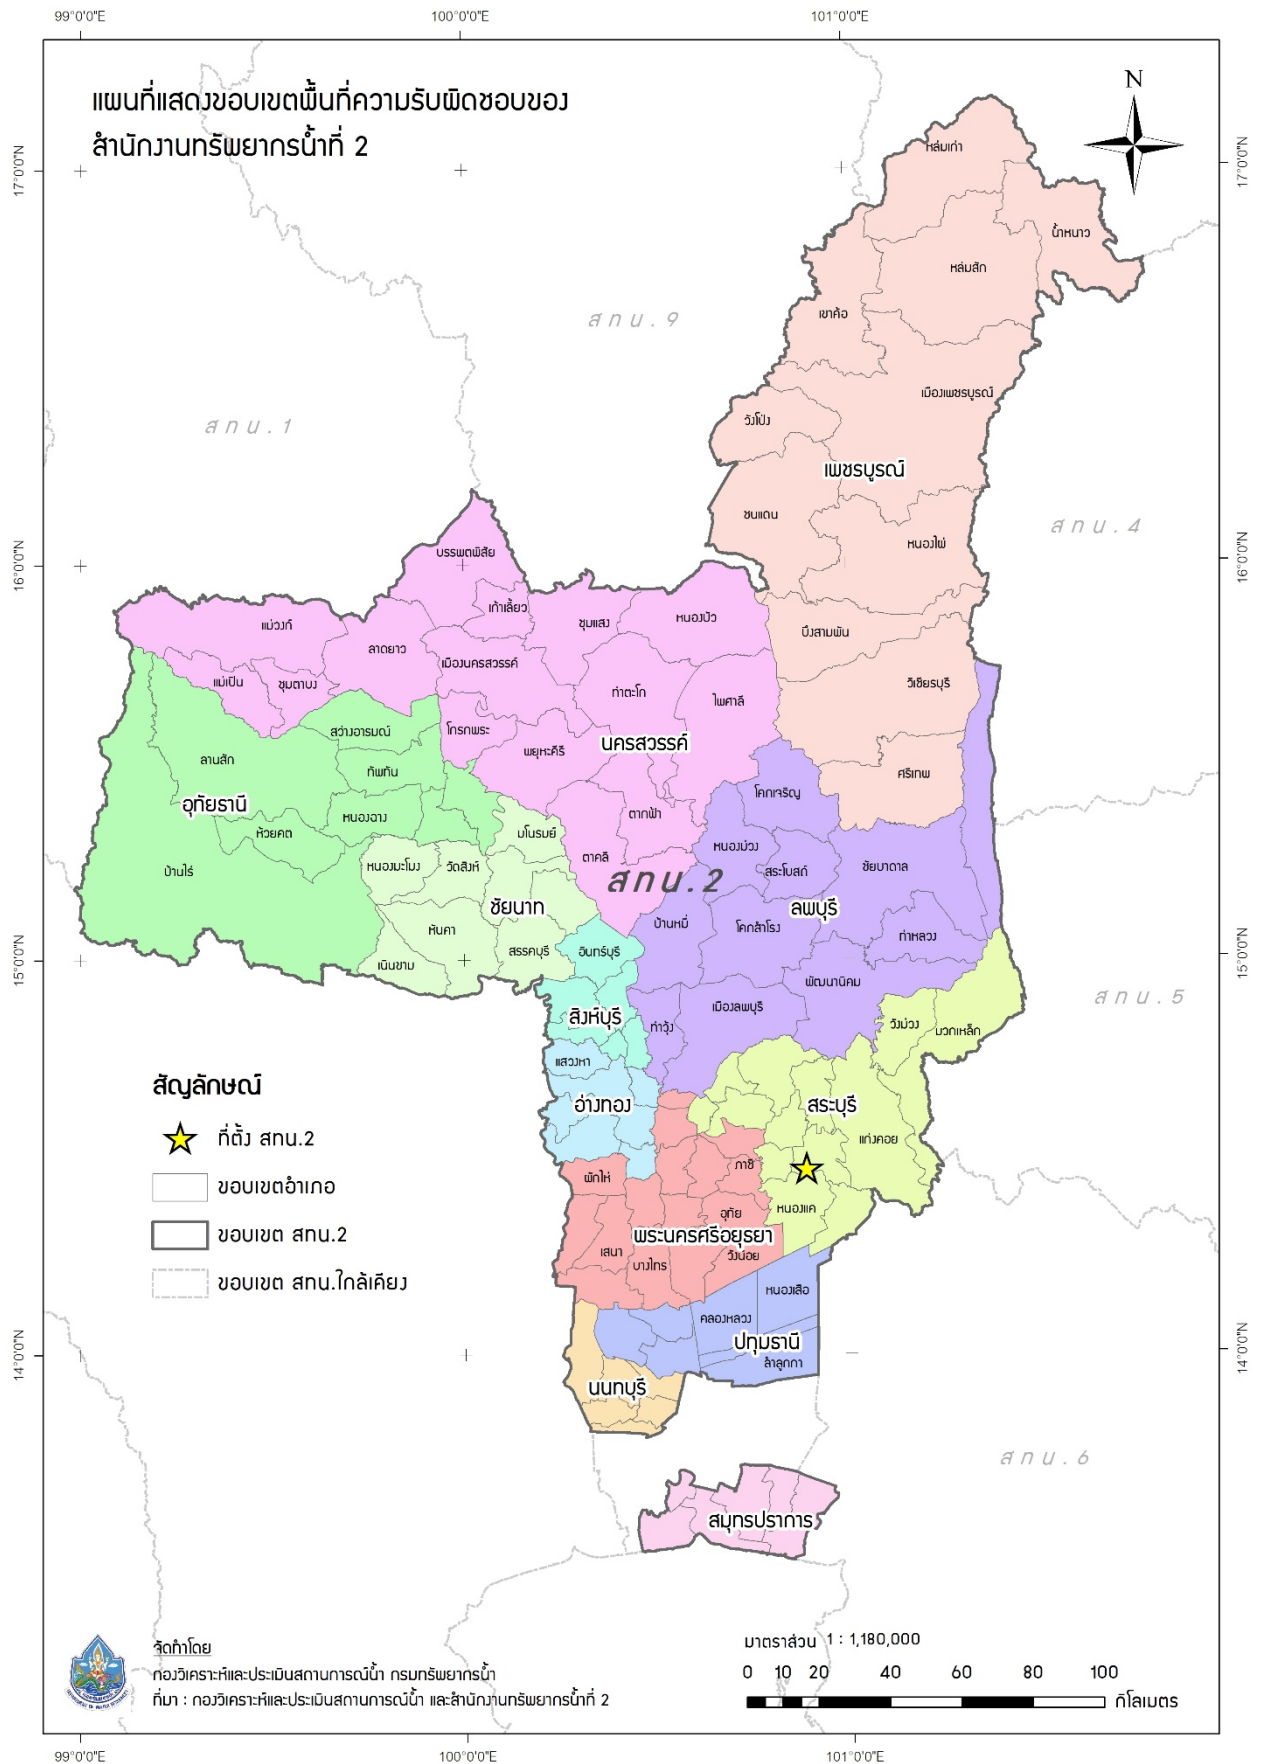 99°0'0"E 100°0'0"E 101°0'0"E
แผนที่แสดงขอบเขตพื้นที่ความรับผิดชอบของ
สำนักงานทรัพยากรน้ำที่ 2
N
17°0'0"N 17°0'0"N
หล่มเก่า
น้ำหนาว
หล่มสัก
เขาค้อ
สทน.9
เมืองเพชรบูรณ์
สทน.1
วังโป่ง
เพชรบูรณ์
ชนแดน
สทน.4
หนองไผ่
บรรพตพิสัย
16°0'0"N 16°0'0"N
เก้าเลี้ยว
ชุมแสง
หนองบัว
แม่วงก์
บึงสามพัน
ลาดยาว
เมืองนครสวรรค์
แม่เปิน
ชุมตาบง
ท่าตะโก
ไพศาลี
วิเชียรบุรี
สว่างอารมณ์
โกรกพระ
พยุหะคีรี
นครสวรรค์
ลานสัก
ทัพทัน
ศรีเทพ
อุทัยธานี
โคกเจริญ
หนองฉาง
ตากฟ้า
ห้วยคต
มโนรมย์
หนองม่วง
ตาคลี
หนองมะโมง
วัดสิงห์
สระโบสถ์
ชัยบาดาล
บ้านไร่
สทน.2
ชัยนาท
ลพบุรี
บ้านหมี่
โคกสำโรง
หันคา
ท่าหลวง
สรรคบุรี
อินทร์บุรี
15°0'0"N 15°0'0"N
เนินขาม
พัฒนานิคม
สทน.5
เมืองลพบุรี
สิงห์บุรี
ท่าวุ้ง
วังม่วง
มวกเหล็ก
แสวงหา
สัญลักษณ์
อ่างทอง
สระบุรี
ที่ตั้ง สทน.2
แก่งคอย
ภาชี
ผักไห่
ขอบเขตอำเภอ
หนองแค
อุทัย
ขอบเขต สทน.2
พระนครศรีอยุธยา
เสนา
วังน้อย
บางไทร
ขอบเขต สทน.ใกล้เคียง
หนองเสือ
คลองหลวง
ปทุมธานี
14°0'0"N 14°0'0"N
ลำลูกกา
นนทบุรี
สทน.6
สมุทรปราการ
จัดทำโดย
กองวิเคราะห์และประเมินสถานการณ์น้ำ กรมทรัพยากรน้ำ
ที่มา : กองวิเคราะห์และประเมินสถานการณ์น้ำ และสำนักงานทรัพยากรน้ำที่ 2
มาตราส่วน 1 : 1,180,000
0 10 20 40 60 80 100
กิโลเมตร
99°0'0"E 100°0'0"E 101°0'0"E